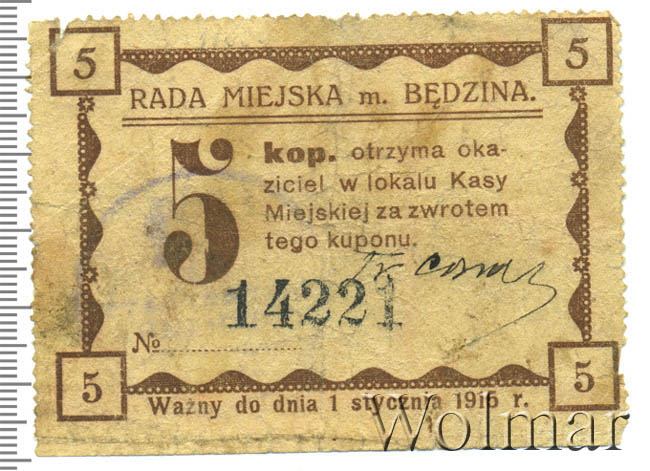 5 5
RADA MIEJSKA m. BĘDZINA.
5
kop. otrzyma oka-
ziciel w lokalu Kasy
Miejskiej za zwrotem
tego kuponu.
14221
№
5 5
Ważny do dnia 1 stycznia 1916 r.
Wolmar